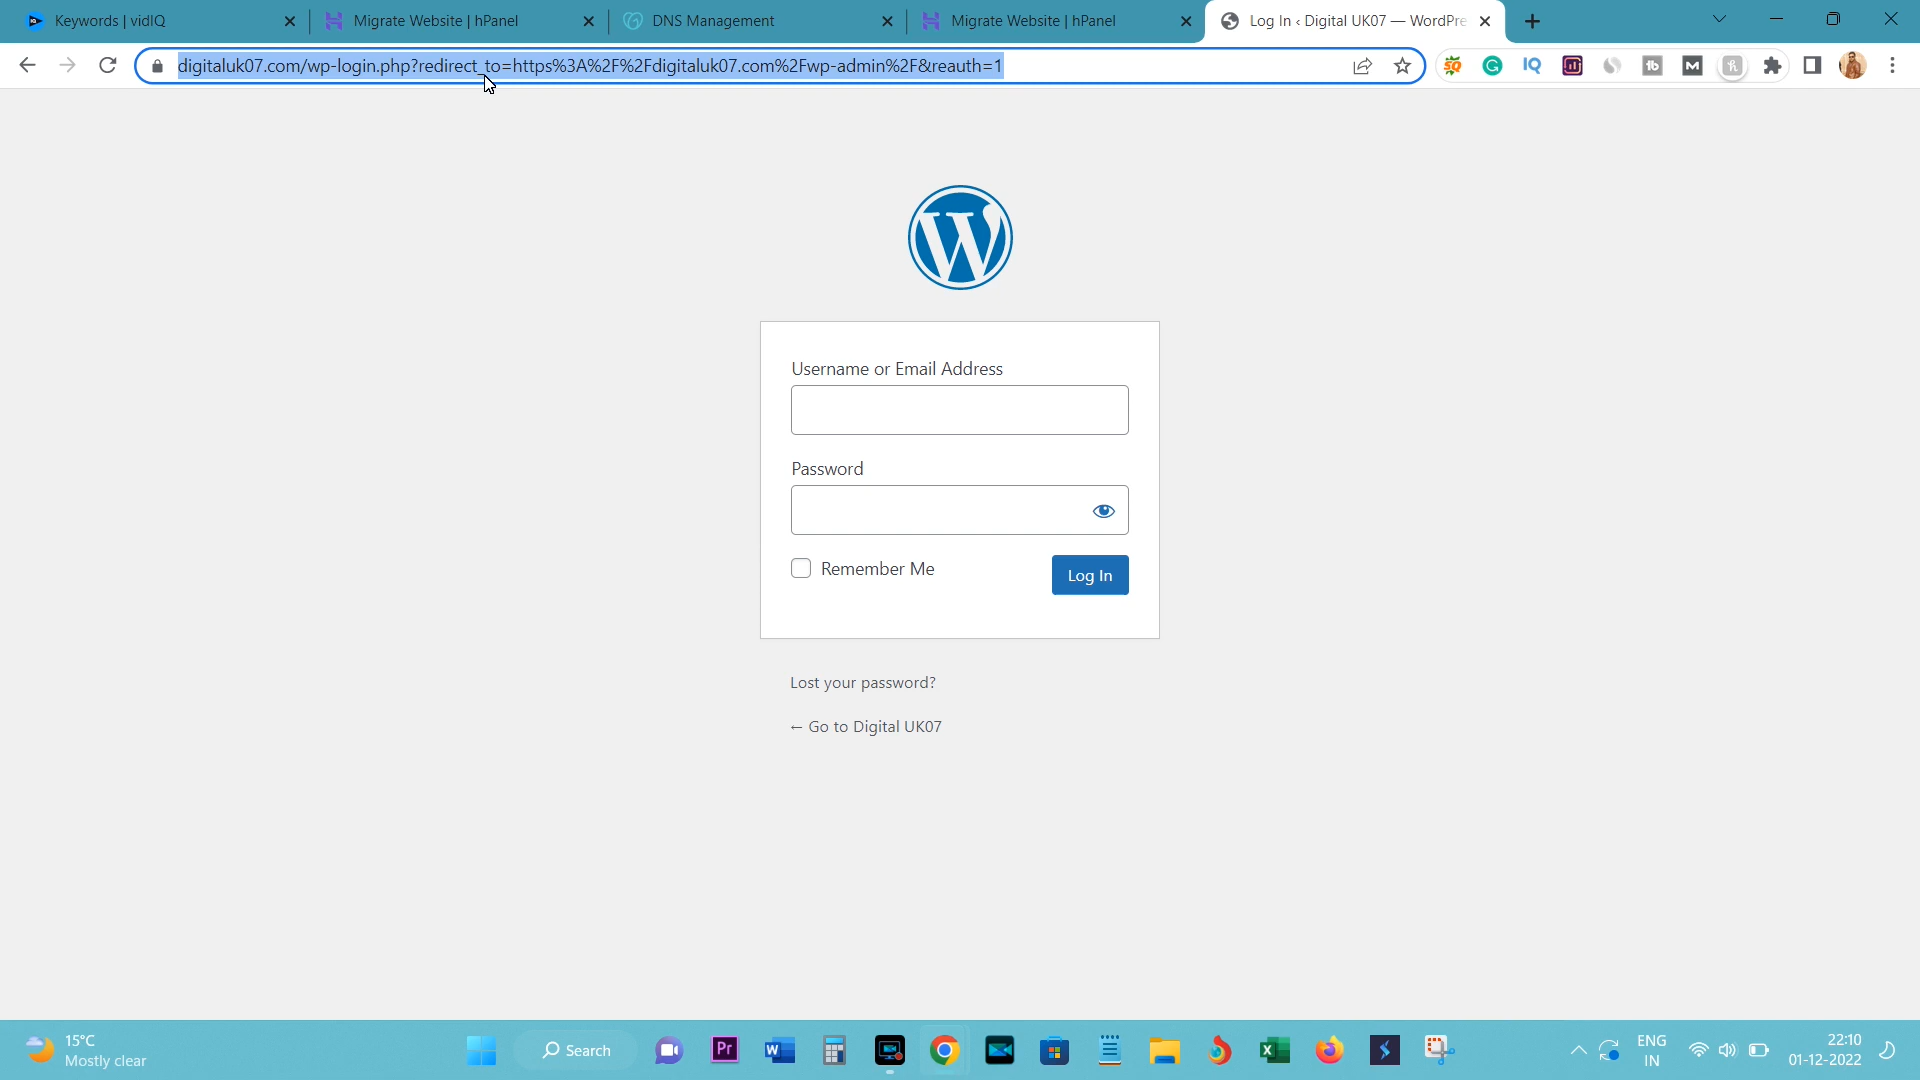 Keywords | vidIQ
Migrate Website | hPanel
DNS Management
Migrate Website | hPanel
Log In ‹ Digital UK07 — WordPre
digitaluk07.com/wp-login.php?redirect_to=https%3A%2F%2Fdigitaluk07.com%2Fwp-admin%2F&reauth=1
Username or Email Address
Password
Remember Me
Log In
Lost your password?
← Go to Digital UK07
15°C
Mostly clear
Search
ENG
IN
22:10
01-12-2022